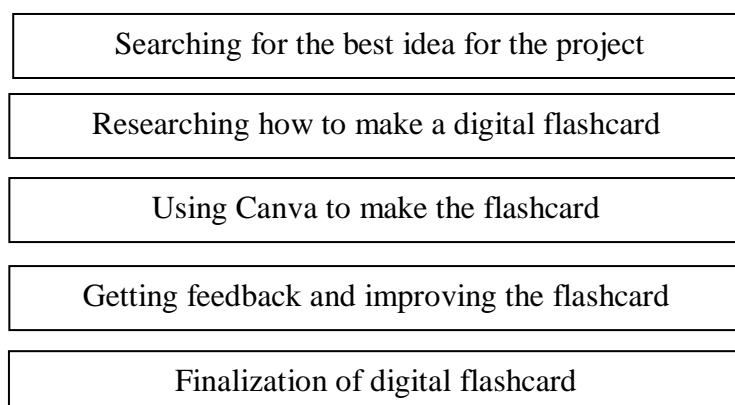 Searching for the best idea for the project
Researching how to make a digital flashcard
Using Canva to make the flashcard
Getting feedback and improving the flashcard
Finalization of digital flashcard